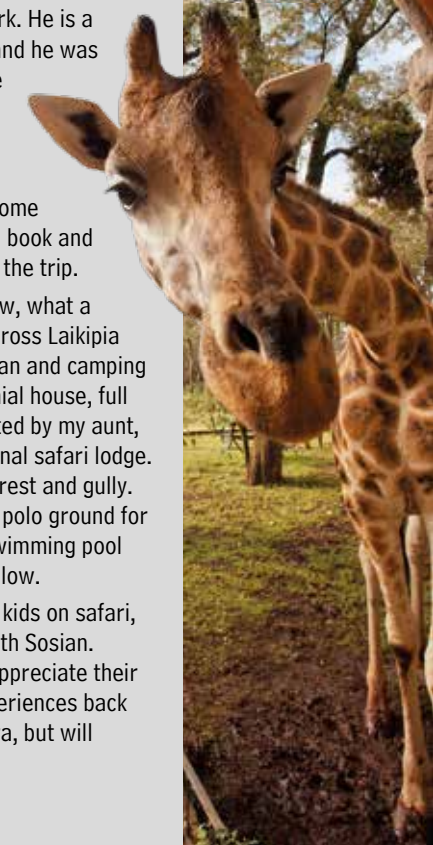 rk. He is a
nd he was
e
ome
book and
the trip.
w, what a
ross Laikipia
an and camping
ial house, full
ted by my aunt,
nal safari lodge.
rest and gully.
polo ground for
wimming pool
low.
kids on safari,
th Sosian.
ppreciate their
eriences back
a, but will